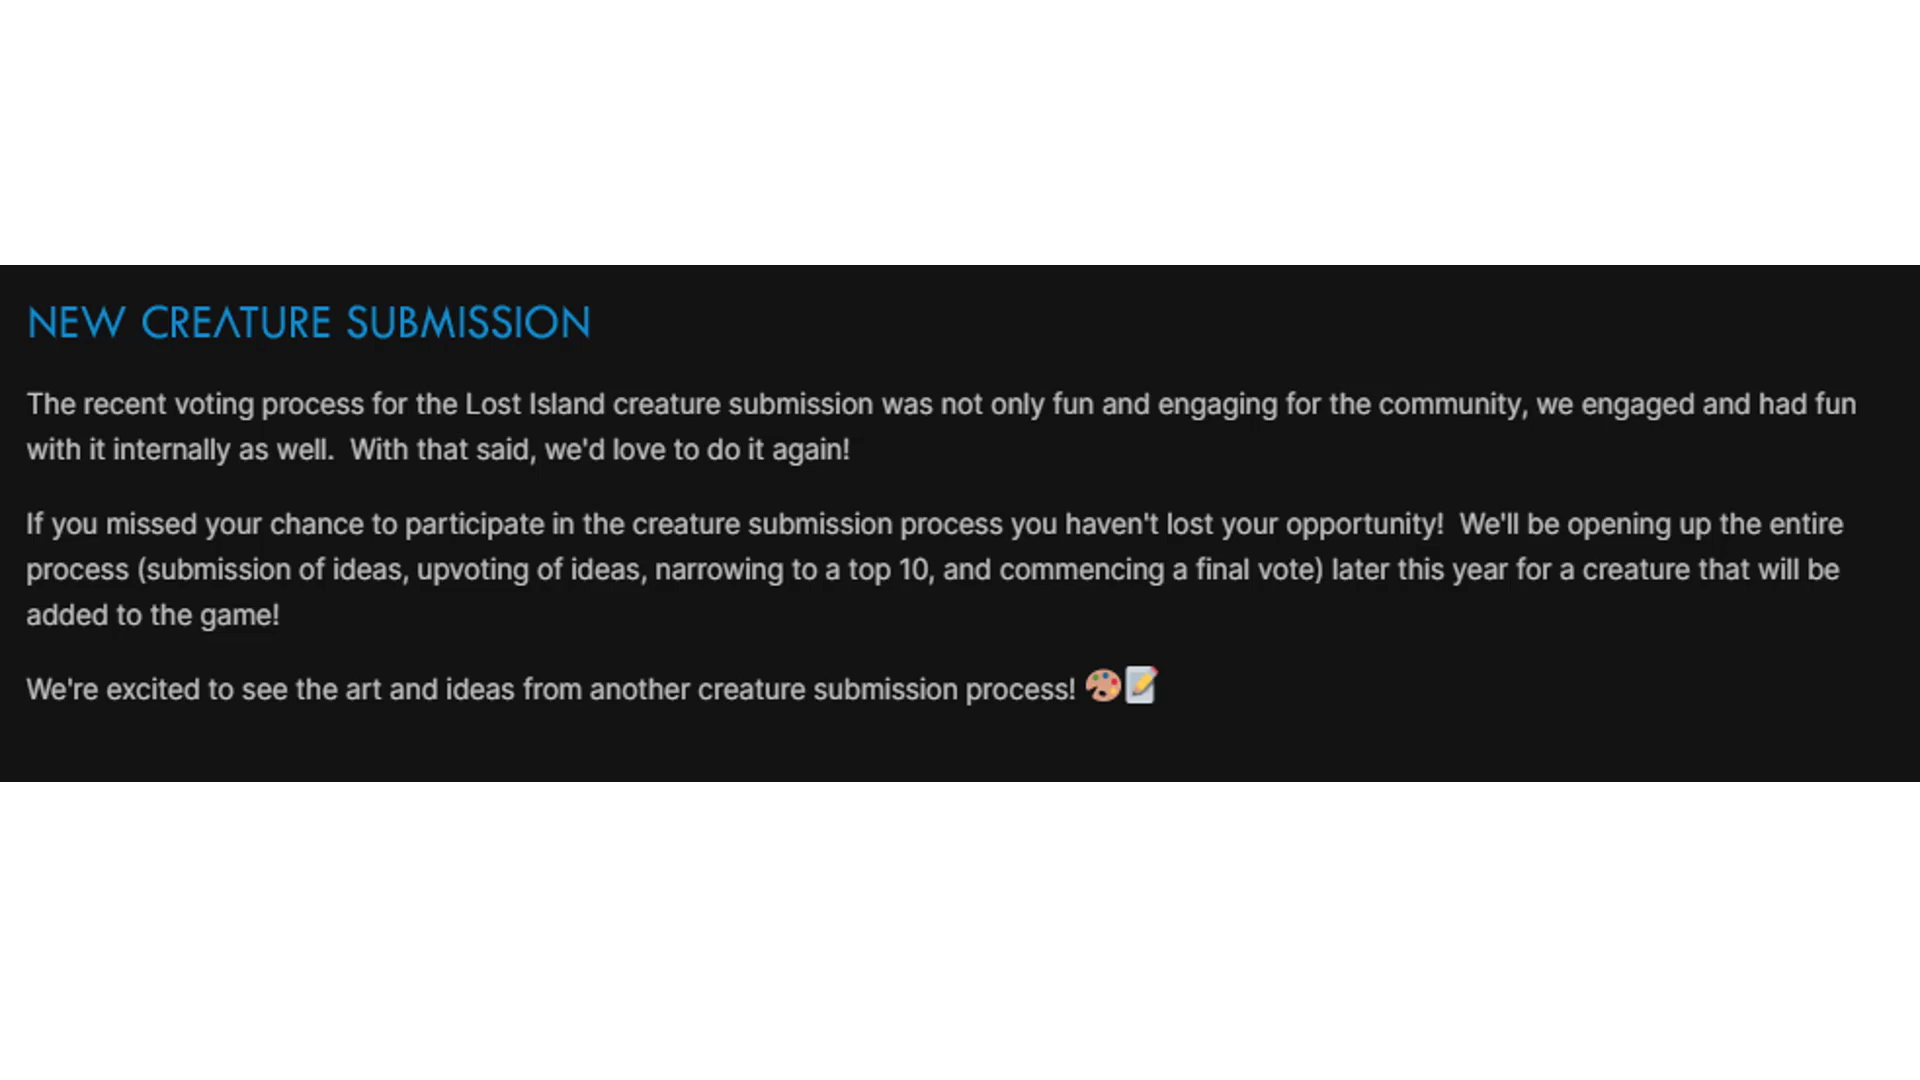 NEW CREATURE SUBMISSION
The recent voting process for the Lost Island creature submission was not only fun and engaging for the community, we engaged and had fun
with it internally as well.  With that said, we'd love to do it again!
If you missed your chance to participate in the creature submission process you haven't lost your opportunity!  We'll be opening up the entire
process (submission of ideas, upvoting of ideas, narrowing to a top 10, and commencing a final vote) later this year for a creature that will be
added to the game!
We're excited to see the art and ideas from another creature submission process! 🎨📝